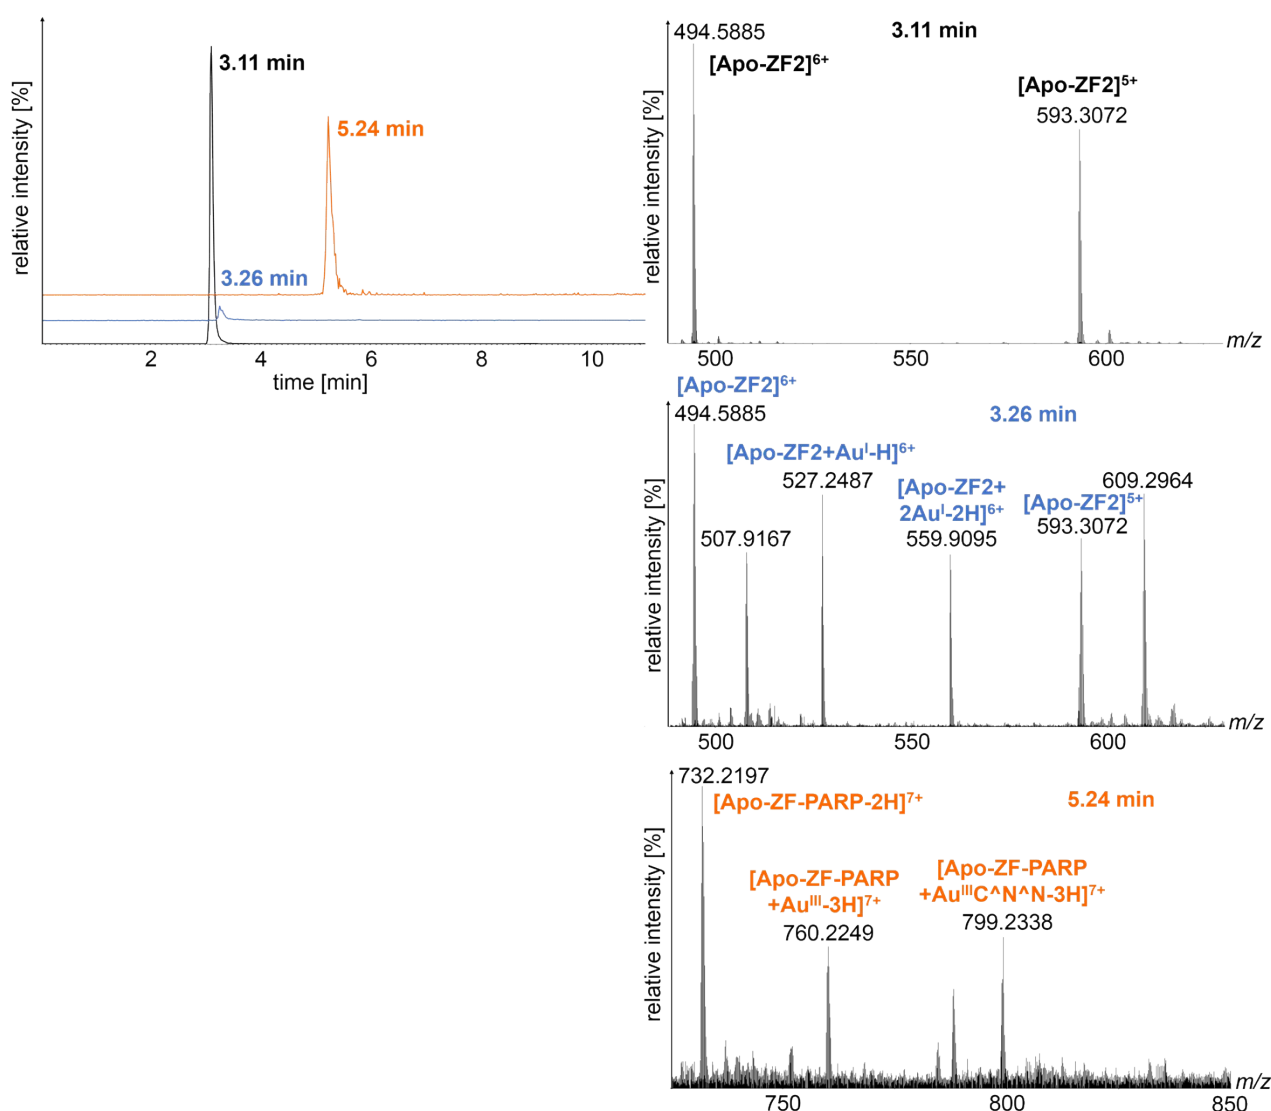 relative intensity [%]
3.11 min
5.24 min
3.26 min
2 4 6 8 10
time [min]
relative intensity [%]
494.5885
3.11 min
[Apo-ZF2]⁶⁺
[Apo-ZF2]⁵⁺
593.3072
500 550 600
m/z
relative intensity [%]
[Apo-ZF2]⁶⁺
494.5885
3.26 min
[Apo-ZF2+Auᴵ-H]⁶⁺
527.2487
609.2964
[Apo-ZF2+
2Auᴵ-2H]⁶⁺
[Apo-ZF2]⁵⁺
507.9167
559.9095
593.3072
500 550 600
m/z
relative intensity [%]
732.2197
[Apo-ZF-PARP-2H]⁷⁺
5.24 min
[Apo-ZF-PARP
+Auᴵᴵᴵ-3H]⁷⁺
760.2249
[Apo-ZF-PARP
+AuᴵᴵᴵC^N^N-3H]⁷⁺
799.2338
750 800 850
m/z